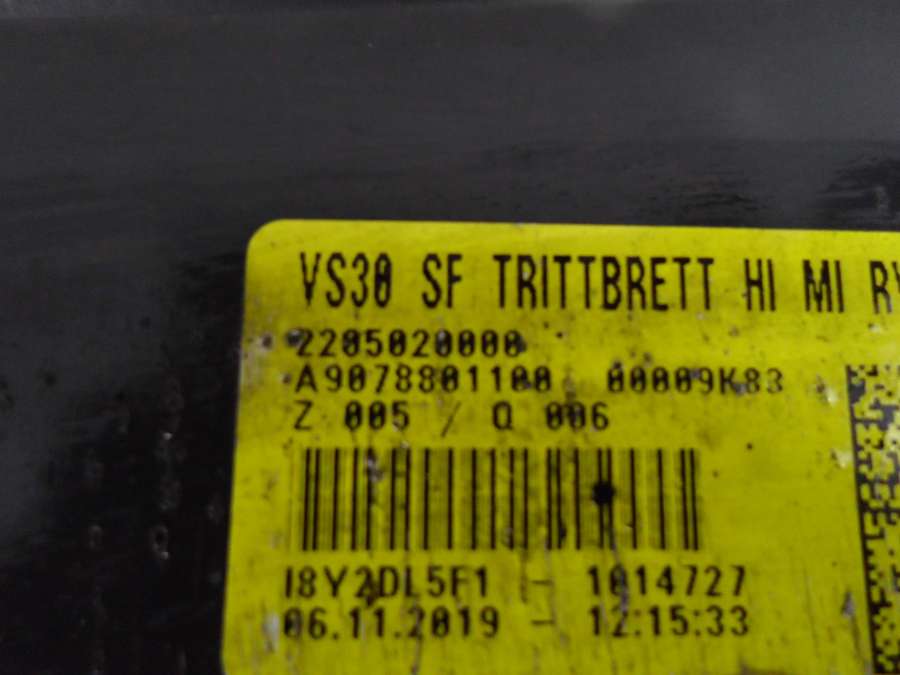 VS30 SF TRITTBRETT HI MI
2205020000
A9078801100 00009K83
Z 005 / Q 006
I8Y2DL5F1 - 1014727
06.11.2019 - 12:15:33